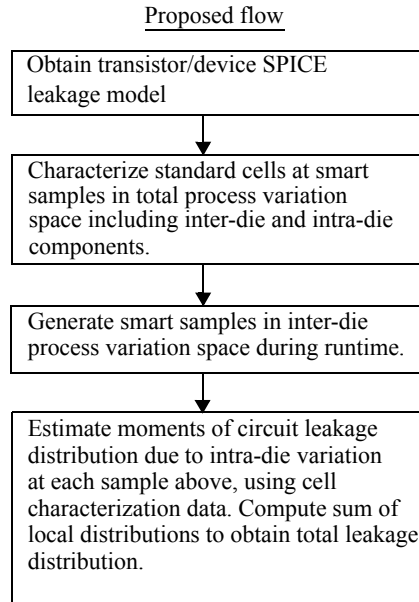 Proposed flow
Obtain transistor/device SPICE
leakage model
Characterize standard cells at smart
samples in total process variation
space including inter-die and intra-die
components.
Generate smart samples in inter-die
process variation space during runtime.
Estimate moments of circuit leakage
distribution due to intra-die variation
at each sample above, using cell
characterization data. Compute sum of
local distributions to obtain total leakage
distribution.